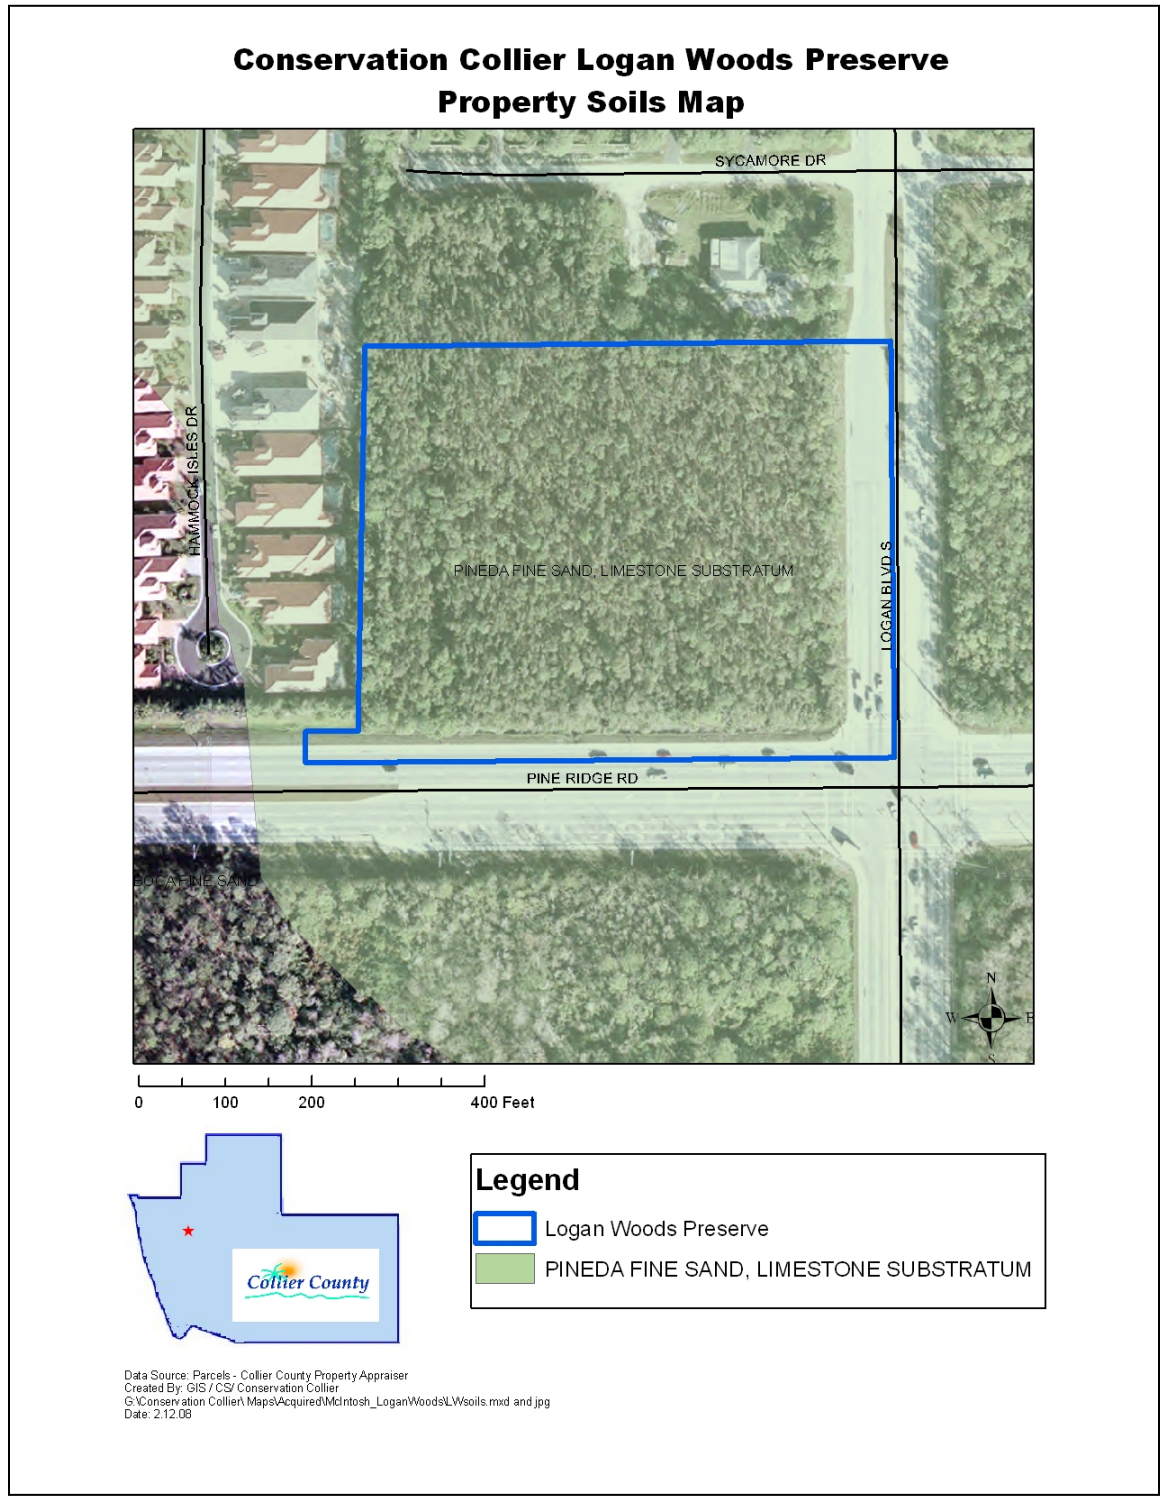 Conservation Collier Logan Woods Preserve
Property Soils Map
SYCAMORE DR
HAMMOCK ISLES DR
PINEDA FINE SAND, LIMESTONE SUBSTRATUM
LOGAN BLVD S
PINE RIDGE RD
BOCA FINE SAND
N
W E
S
0 100 200 400 Feet
Collier County
Legend
Logan Woods Preserve
PINEDA FINE SAND, LIMESTONE SUBSTRATUM
Data Source: Parcels - Collier County Property Appraiser
Created By: GIS / CS/ Conservation Collier
G:\Conservation Collier\ Maps\Acquired\McIntosh_LoganWoods\LWsoils.mxd and jpg
Date: 2.12.08